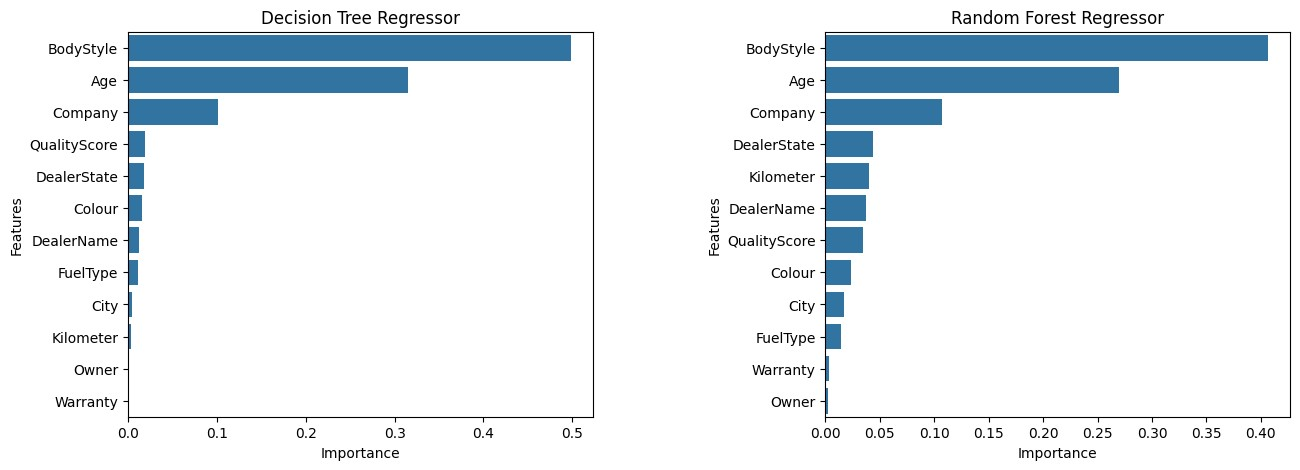 Decision Tree Regressor
Features
BodyStyle
Age
Company
QualityScore
DealerState
Colour
DealerName
FuelType
City
Kilometer
Owner
Warranty
0.0 0.1 0.2 0.3 0.4 0.5
Importance
Random Forest Regressor
Features
BodyStyle
Age
Company
DealerState
Kilometer
DealerName
QualityScore
Colour
City
FuelType
Warranty
Owner
0.00 0.05 0.10 0.15 0.20 0.25 0.30 0.35 0.40
Importance